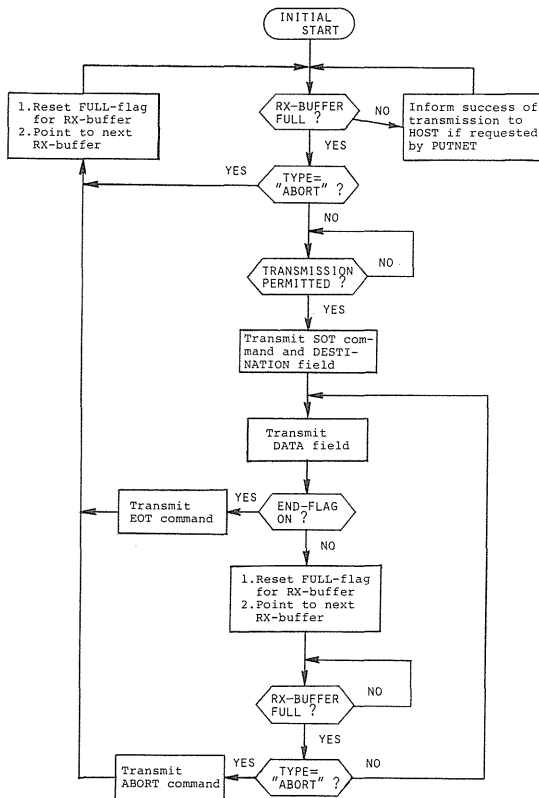 INITIAL
START
1.Reset FULL-flag
for RX-buffer
2.Point to next
RX-buffer
RX-BUFFER
FULL ?
NO
Inform success of
transmission to
HOST if requested
by PUTNET
YES
YES
TYPE=
"ABORT" ?
NO
NO
TRANSMISSION
PERMITTED ?
YES
Transmit SOT com-
mand and DESTI-
NATION field
Transmit
DATA field
Transmit
EOT command
YES
END-FLAG
ON ?
NO
1.Reset FULL-flag
for RX-buffer
2.Point to next
RX-buffer
RX-BUFFER
FULL ?
NO
YES
Transmit
ABORT command
YES
TYPE=
"ABORT" ?
NO